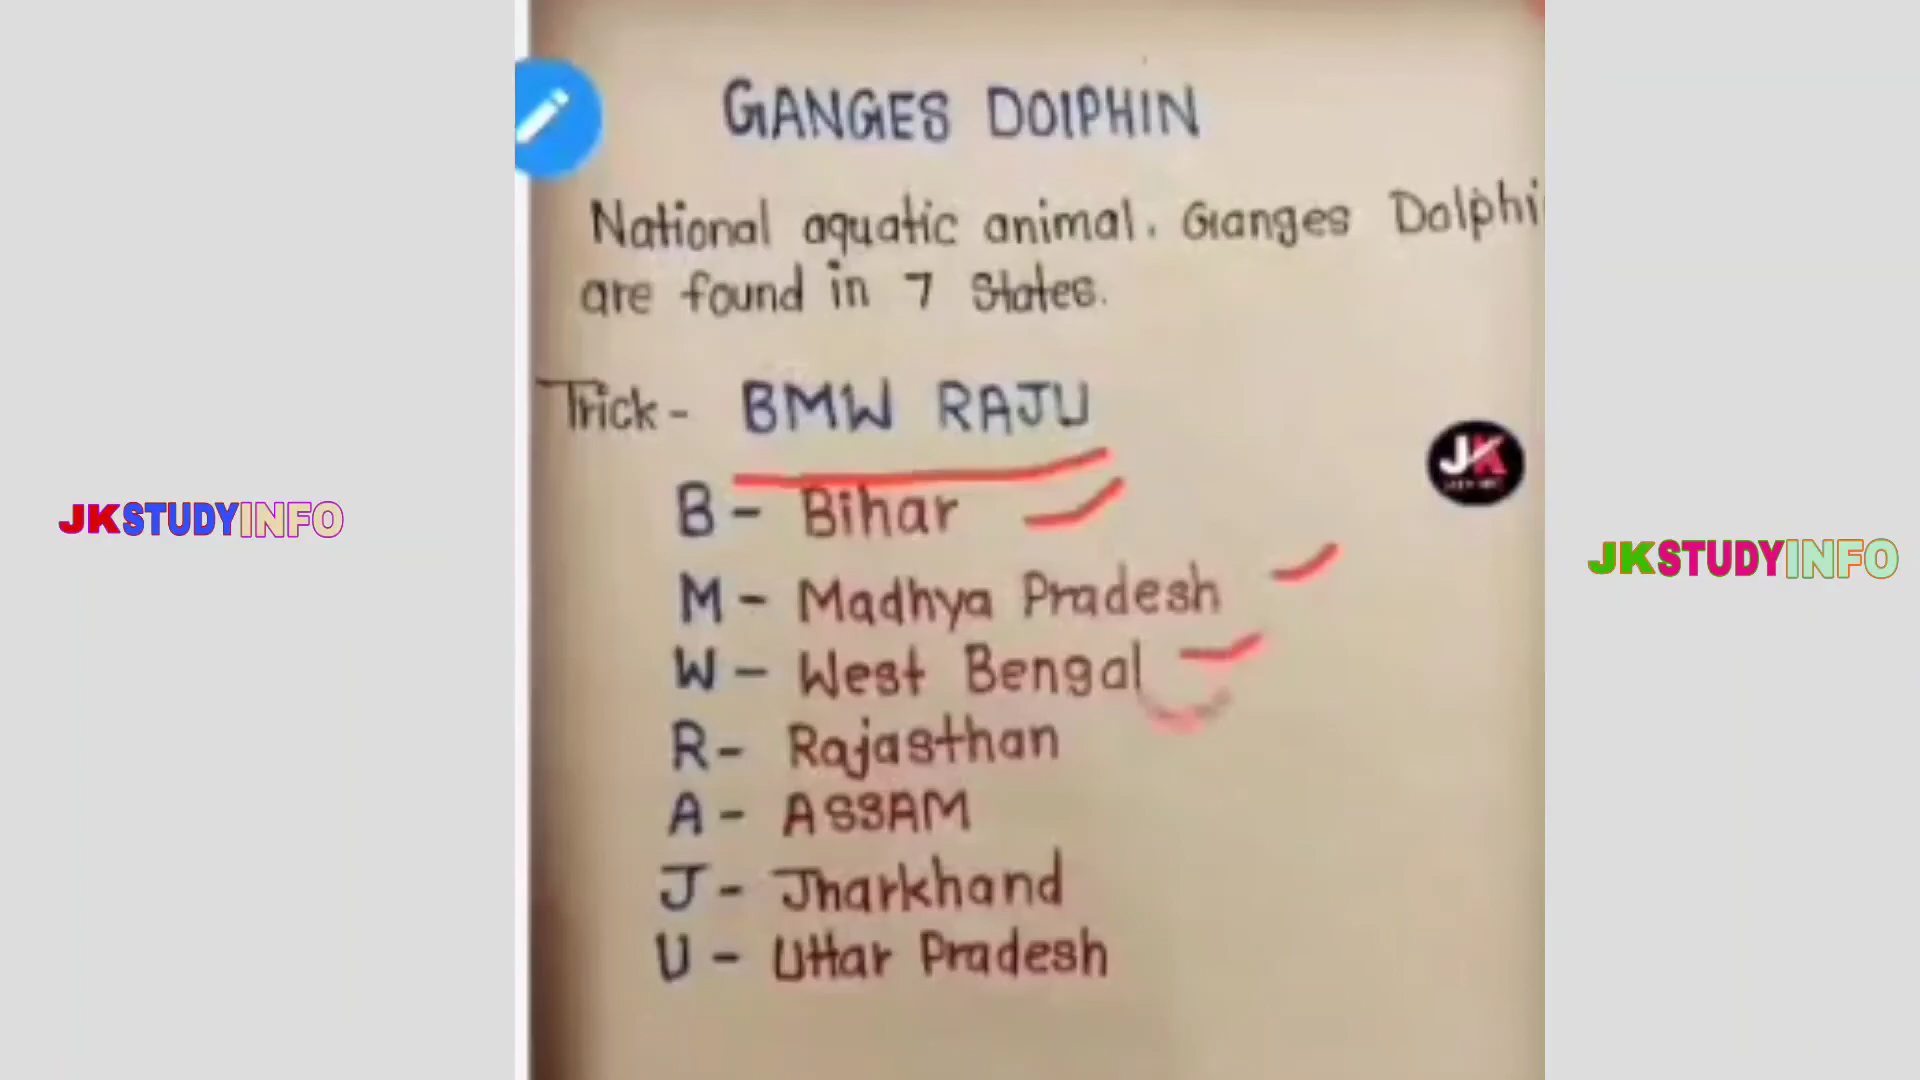 GANGES DOlPHIN
National aquatic animal. Ganges Dolphi
are found in 7 States.
Trick - BMW RAJU
B - Bihar
M - Madhya Pradesh
JK
W - West Bengal
R - Rajasthan
A - ASSAM
J - Jharkhand
U - Uttar Pradesh
JKSTUDYINFO
JKSTUDYINFO